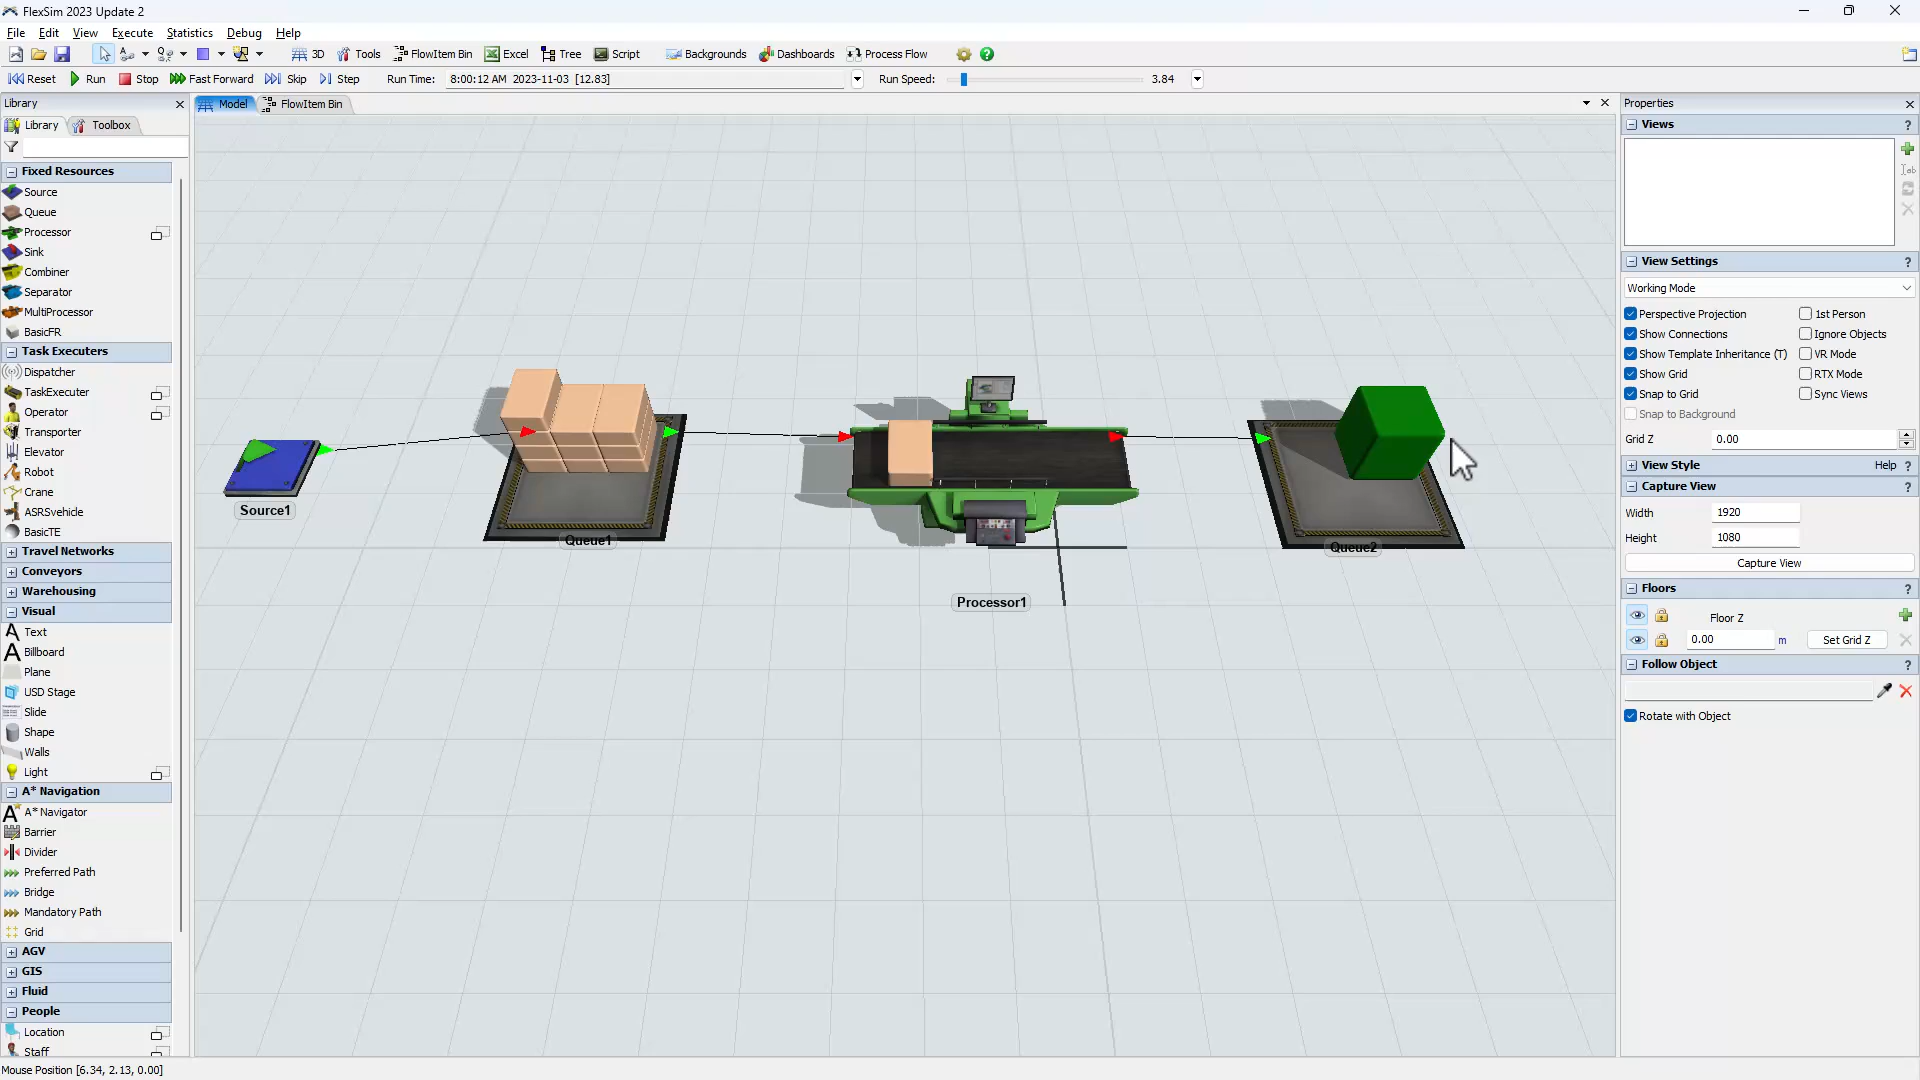 FlexSim 2023 Update 2
File Edit View Execute Statistics Debug Help
3D Tools FlowItem Bin Excel Tree Script Backgrounds Dashboards Process Flow
Reset Run Stop Fast Forward Skip Step Run Time: 8:00:12 AM 2023-11-03 [12.83] Run Speed: 3.84
Library
Library Toolbox
Fixed Resources
Source
Queue
Processor
Sink
Combiner
Separator
MultiProcessor
BasicFR
Task Executers
Dispatcher
TaskExecuter
Operator
Transporter
Elevator
Robot
Crane
ASRSvehicle
BasicTE
Travel Networks
Conveyors
Warehousing
Visual
Text
Billboard
Plane
USD Stage
Slide
Shape
Walls
Light
A* Navigation
A* Navigator
Barrier
Divider
Preferred Path
Bridge
Mandatory Path
Grid
AGV
GIS
Fluid
People
Location
Staff
Model FlowItem Bin
Source1
Queue1
Processor1
Queue2
Properties
Views
View Settings
Working Mode
Perspective Projection 1st Person
Show Connections Ignore Objects
Show Template Inheritance (T) VR Mode
Show Grid RTX Mode
Snap to Grid Sync Views
Snap to Background
Grid Z 0.00
View Style Help
Capture View
Width 1920
Height 1080
Capture View
Floors
Floor Z
0.00 m Set Grid Z
Follow Object
Rotate with Object
Mouse Position [6.34, 2.13, 0.00]